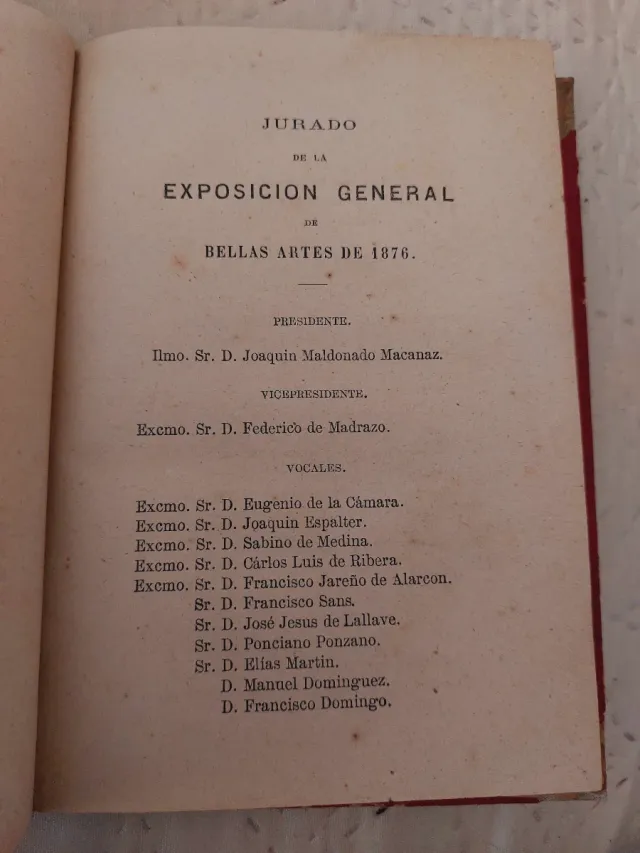 JURADO
DE LA
EXPOSICION GENERAL
DE
BELLAS ARTES DE 1876.
PRESIDENTE.
Ilmo. Sr. D. Joaquin Maldonado Macanaz.
VICEPRESIDENTE.
Excmo. Sr. D. Federico de Madrazo.
VOCALES.
Excmo. Sr. D. Eugenio de la Cámara.
Excmo. Sr. D. Joaquin Espalter.
Excmo. Sr. D. Sabino de Medina.
Excmo. Sr. D. Cárlos Luis de Ribera.
Excmo. Sr. D. Francisco Jareño de Alarcon.
Sr. D. Francisco Sans.
Sr. D. José Jesus de Lallave.
Sr. D. Ponciano Ponzano.
Sr. D. Elías Martin.
D. Manuel Dominguez.
D. Francisco Domingo.